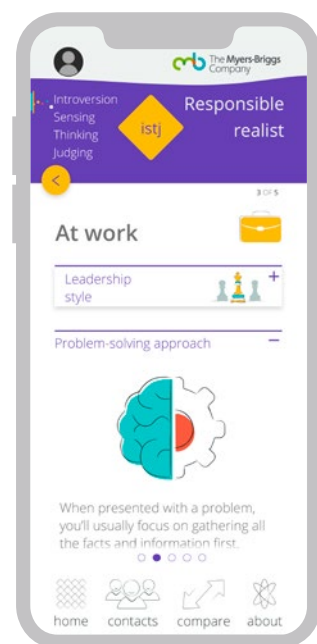 The Myers-Briggs
Company
Introversion
Sensing
Thinking
Judging
istj
Responsible
realist
<
3 OF 5
At work
Leadership
style
+
Problem-solving approach
−
When presented with a problem,
you'll usually focus on gathering all
the facts and information first.
home contacts compare about